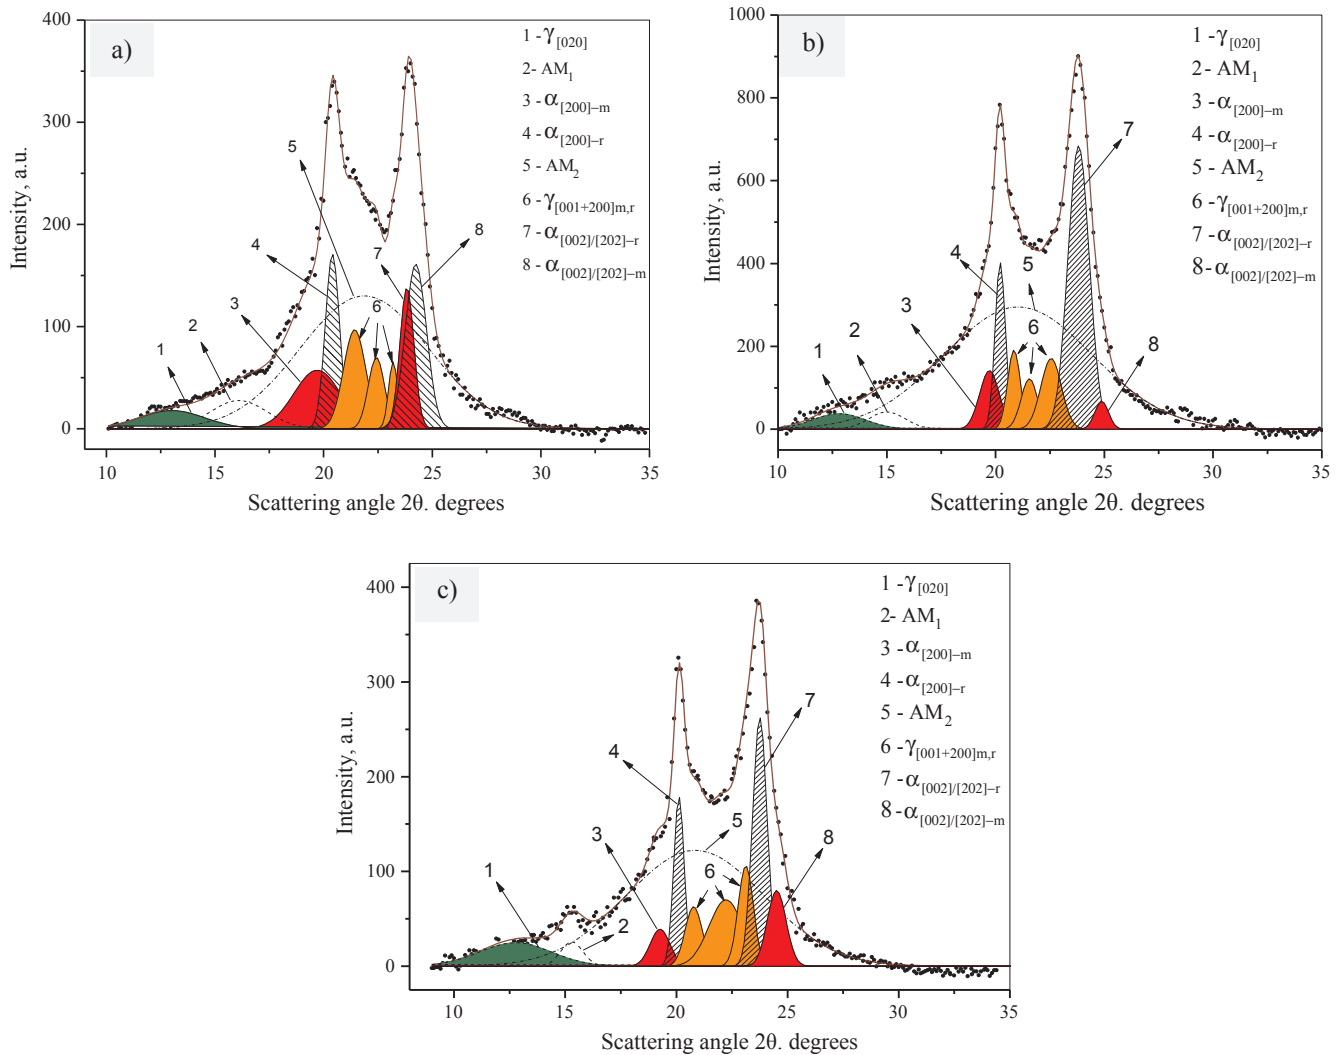 a)
400
300
200
100
0
Intensity, a.u.
10 15 20 25 30 35
Scattering angle 2θ. degrees
1 2 3 4 5 6 7 8
1 - γ[020]
2- AM1
3 - α[200]−m
4 - α[200]−r
5 - AM2
6 - γ[001+200]m,r
7 - α[002]/[202]−r
8 - α[002]/[202]−m
b)
1000
800
600
400
200
0
Intensity, a.u.
10 15 20 25 30 35
Scattering angle 2θ. degrees
1 2 3 4 5 6 7 8
1 - γ[020]
2- AM1
3 - α[200]−m
4 - α[200]−r
5 - AM2
6 - γ[001+200]m,r
7 - α[002]/[202]−r
8- α[002]/[202]−m
c)
400
300
200
100
0
Intensity, a.u.
10 15 20 25 30 35
Scattering angle 2θ. degrees
1 2 3 4 5 6 7 8
1 - γ[020]
2- AM1
3 - α[200]−m
4 - α[200]−r
5 - AM2
6 - γ[001+200]m,r
7 - α[002]/[202]−r
8 - α[002]/[202]−m